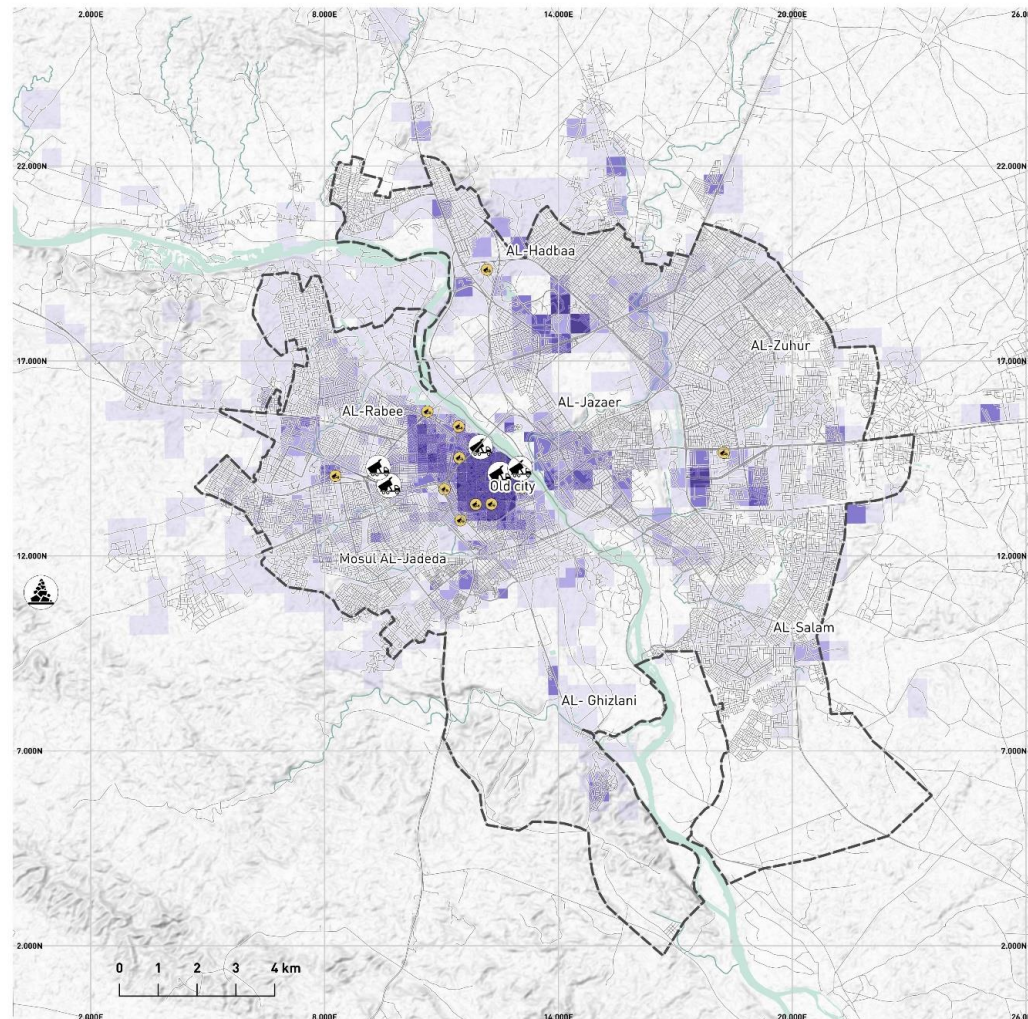 2.000E 8.000E 14.000E 20.000E 26.00
22.000N 22.000N
AL-Hadbaa
AL-Zuhur
17.000N 17.000N
AL-Rabee AL-Jazaer
Old city
12.000N 12.000N
Mosul AL-Jadeda
AL-Salam
AL- Ghizlani
7.000N 7.000N
2.000N 2.000N
0 1 2 3 4 km
2.000E 8.000E 14.000E 20.000E 26.00